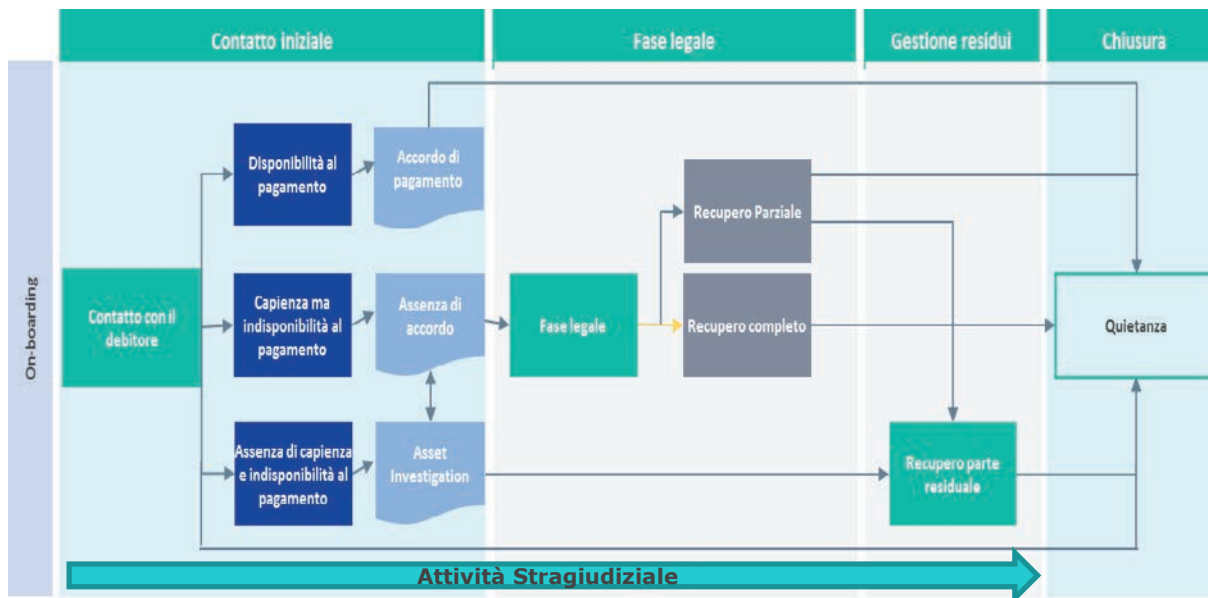 Contatto iniziale
Fase legale
Gestione residui
Chiusura
On-boarding
Contatto con il
debitore
Disponibilità al
pagamento
Accordo di
pagamento
Capienza ma
indisponibilità al
pagamento
Assenza di
accordo
Assenza di capienza
e indisponibilità al
pagamento
Asset
Investigation
Fase legale
Recupero Parziale
Recupero completo
Recupero parte
residuale
Quietanza
Attività Stragiudiziale